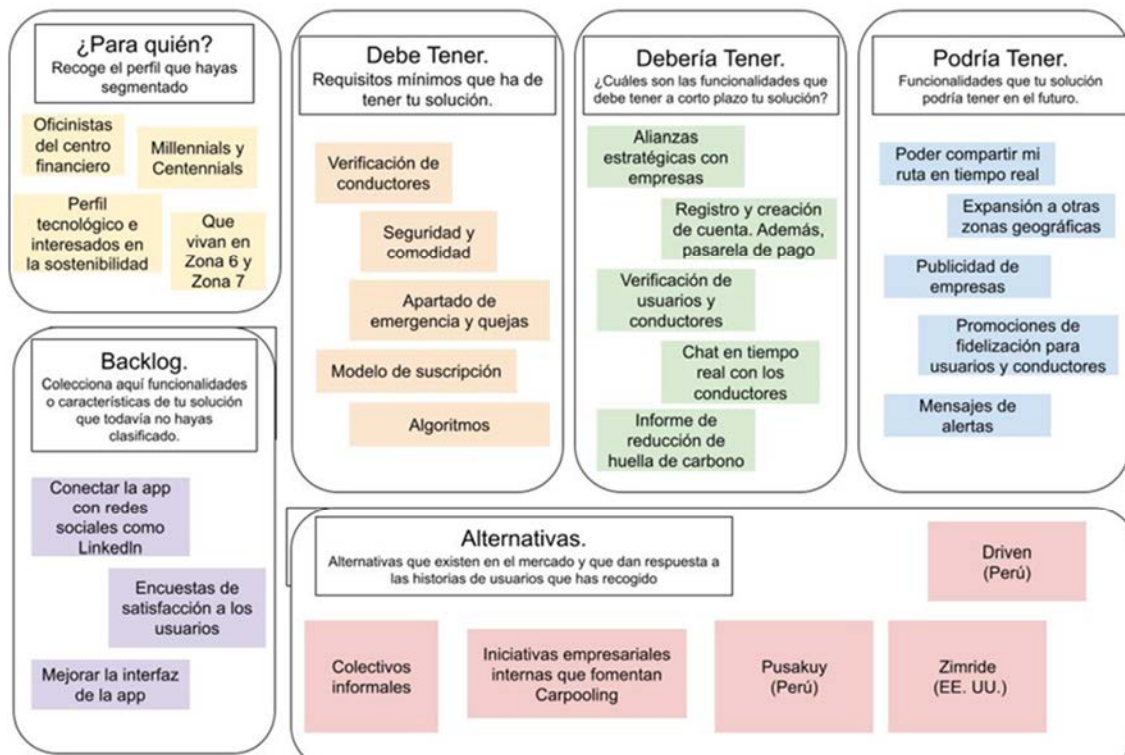 ¿Para quién?
Recoge el perfil que hayas
segmentado
Oficinistas
del centro
financiero
Millennials y
Centennials
Perfil
tecnológico e
interesados en
la sostenibilidad
Que
vivan en
Zona 6 y
Zona 7
Debe Tener.
Requisitos mínimos que ha de
tener tu solución.
Verificación de
conductores
Seguridad y
comodidad
Apartado de
emergencia y quejas
Modelo de suscripción
Algoritmos
Debería Tener.
¿Cuáles son las funcionalidades que
debe tener a corto plazo tu solución?
Alianzas
estratégicas con
empresas
Registro y creación
de cuenta. Además,
pasarela de pago
Verificación de
usuarios y
conductores
Chat en tiempo
real con los
conductores
Informe de
reducción de
huella de carbono
Podría Tener.
Funcionalidades que tu solución
podría tener en el futuro.
Poder compartir mi
ruta en tiempo real
Expansión a otras
zonas geográficas
Publicidad de
empresas
Promociones de
fidelización para
usuarios y conductores
Mensajes de
alertas
Backlog.
Colecciona aquí funcionalidades
o características de tu solución
que todavía no hayas
clasificado.
Conectar la app
con redes
sociales como
LinkedIn
Encuestas de
satisfacción a los
usuarios
Mejorar la interfaz
de la app
Alternativas.
Alternativas que existen en el mercado y que dan respuesta a
las historias de usuarios que has recogido
Driven
(Perú)
Colectivos
informales
Iniciativas empresariales
internas que fomentan
Carpooling
Pusakuy
(Perú)
Zimride
(EE. UU.)